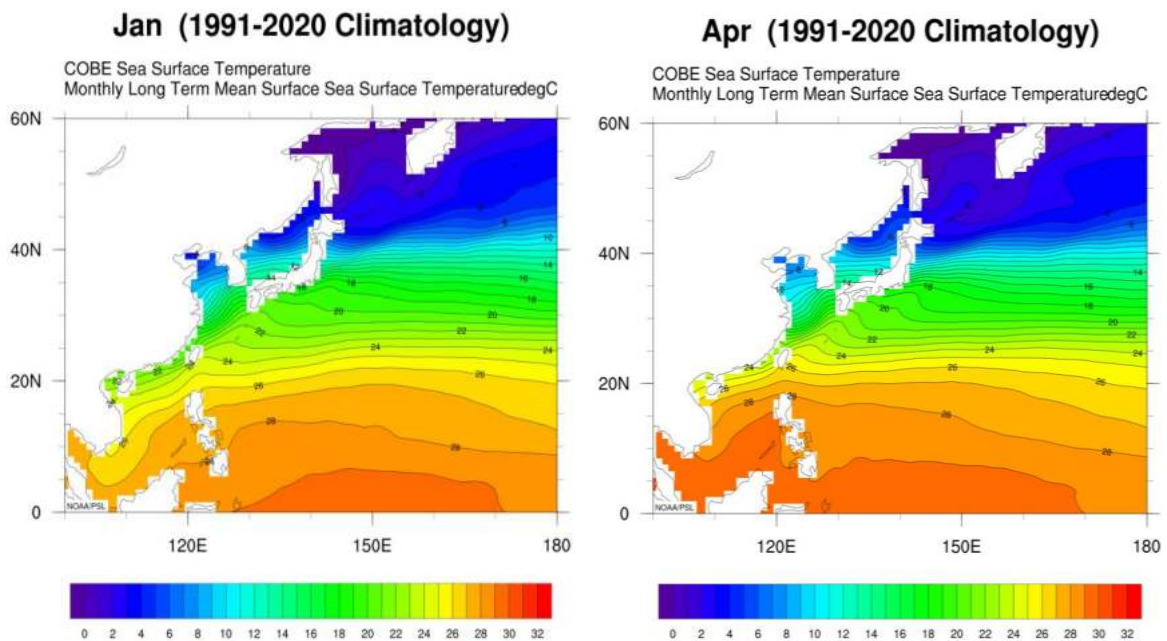 Jan (1991-2020 Climatology)
COBE Sea Surface Temperature
Monthly Long Term Mean Surface Sea Surface TemperaturedegC
60N
40N
20N
0
120E 150E 180
NOAA/PSL
0 2 4 6 8 10 12 14 16 18 20 22 24 26 28 30 32
Apr (1991-2020 Climatology)
COBE Sea Surface Temperature
Monthly Long Term Mean Surface Sea Surface TemperaturedegC
60N
40N
20N
0
120E 150E 180
NOAA/PSL
0 2 4 6 8 10 12 14 16 18 20 22 24 26 28 30 32